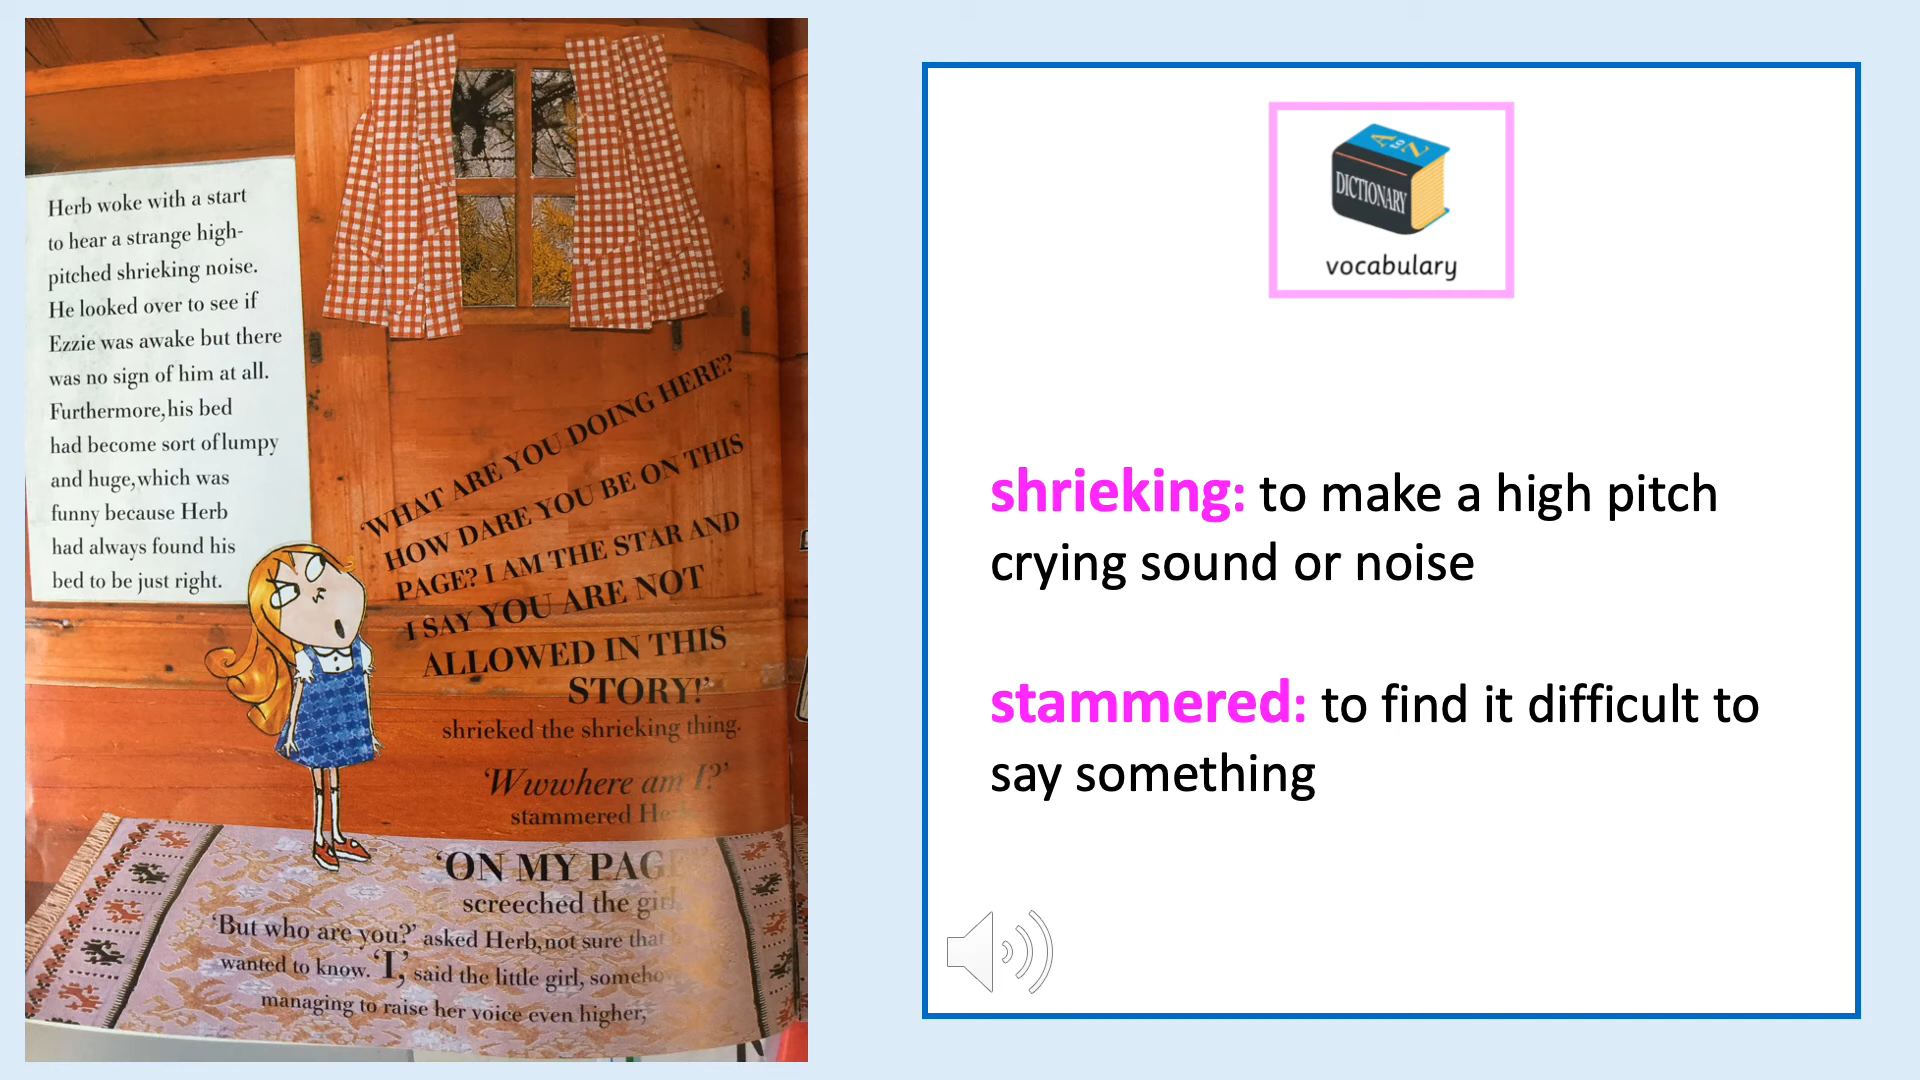 Herb woke with a start
to hear a strange high-
pitched shrieking noise.
He looked over to see if
Ezzie was awake but there
was no sign of him at all.
Furthermore, his bed
had become sort of lumpy
and huge, which was
funny because Herb
had always found his
bed to be just right.
‘WHAT ARE YOU DOING HERE?
HOW DARE YOU BE ON THIS
PAGE? I AM THE STAR AND
I SAY YOU ARE NOT
ALLOWED IN THIS
STORY!’
shrieked the shrieking thing.
‘Wwwhere am I?’
stammered
‘ON MY
screeched the
‘But who are you?’ asked Herb, not sure that
wanted to know. ‘I,’ said the little girl,
managing to raise her voice even higher,
A to Z
DICTIONARY
vocabulary
shrieking: to make a high pitch
crying sound or noise
stammered: to find it difficult to
say something